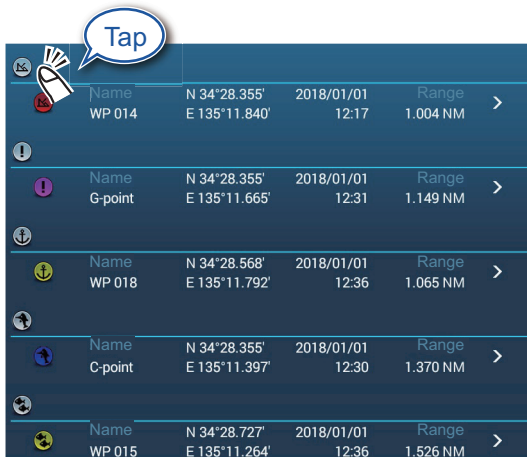 Tap
Name N 34°28.355' 2018/01/01 Range
WP 014 E 135°11.840' 12:17 1.004 NM
Name N 34°28.355' 2018/01/01 Range
G-point E 135°11.665' 12:31 1.149 NM
Name N 34°28.568' 2018/01/01 Range
WP 018 E 135°11.792' 12:36 1.065 NM
Name N 34°28.355' 2018/01/01 Range
C-point E 135°11.397' 12:30 1.370 NM
Name N 34°28.727' 2018/01/01 Range
WP 015 E 135°11.264' 12:36 1.526 NM